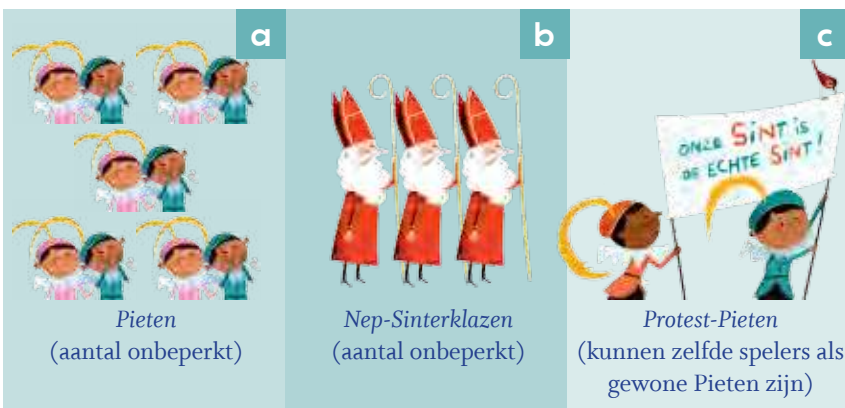 a
b
c
ONZE SINT IS
DE ECHTE SINT!
Pieten
(aantal onbeperkt)
Nep-Sinterklazen
(aantal onbeperkt)
Protest-Pieten
(kunnen zelfde spelers als
gewone Pieten zijn)